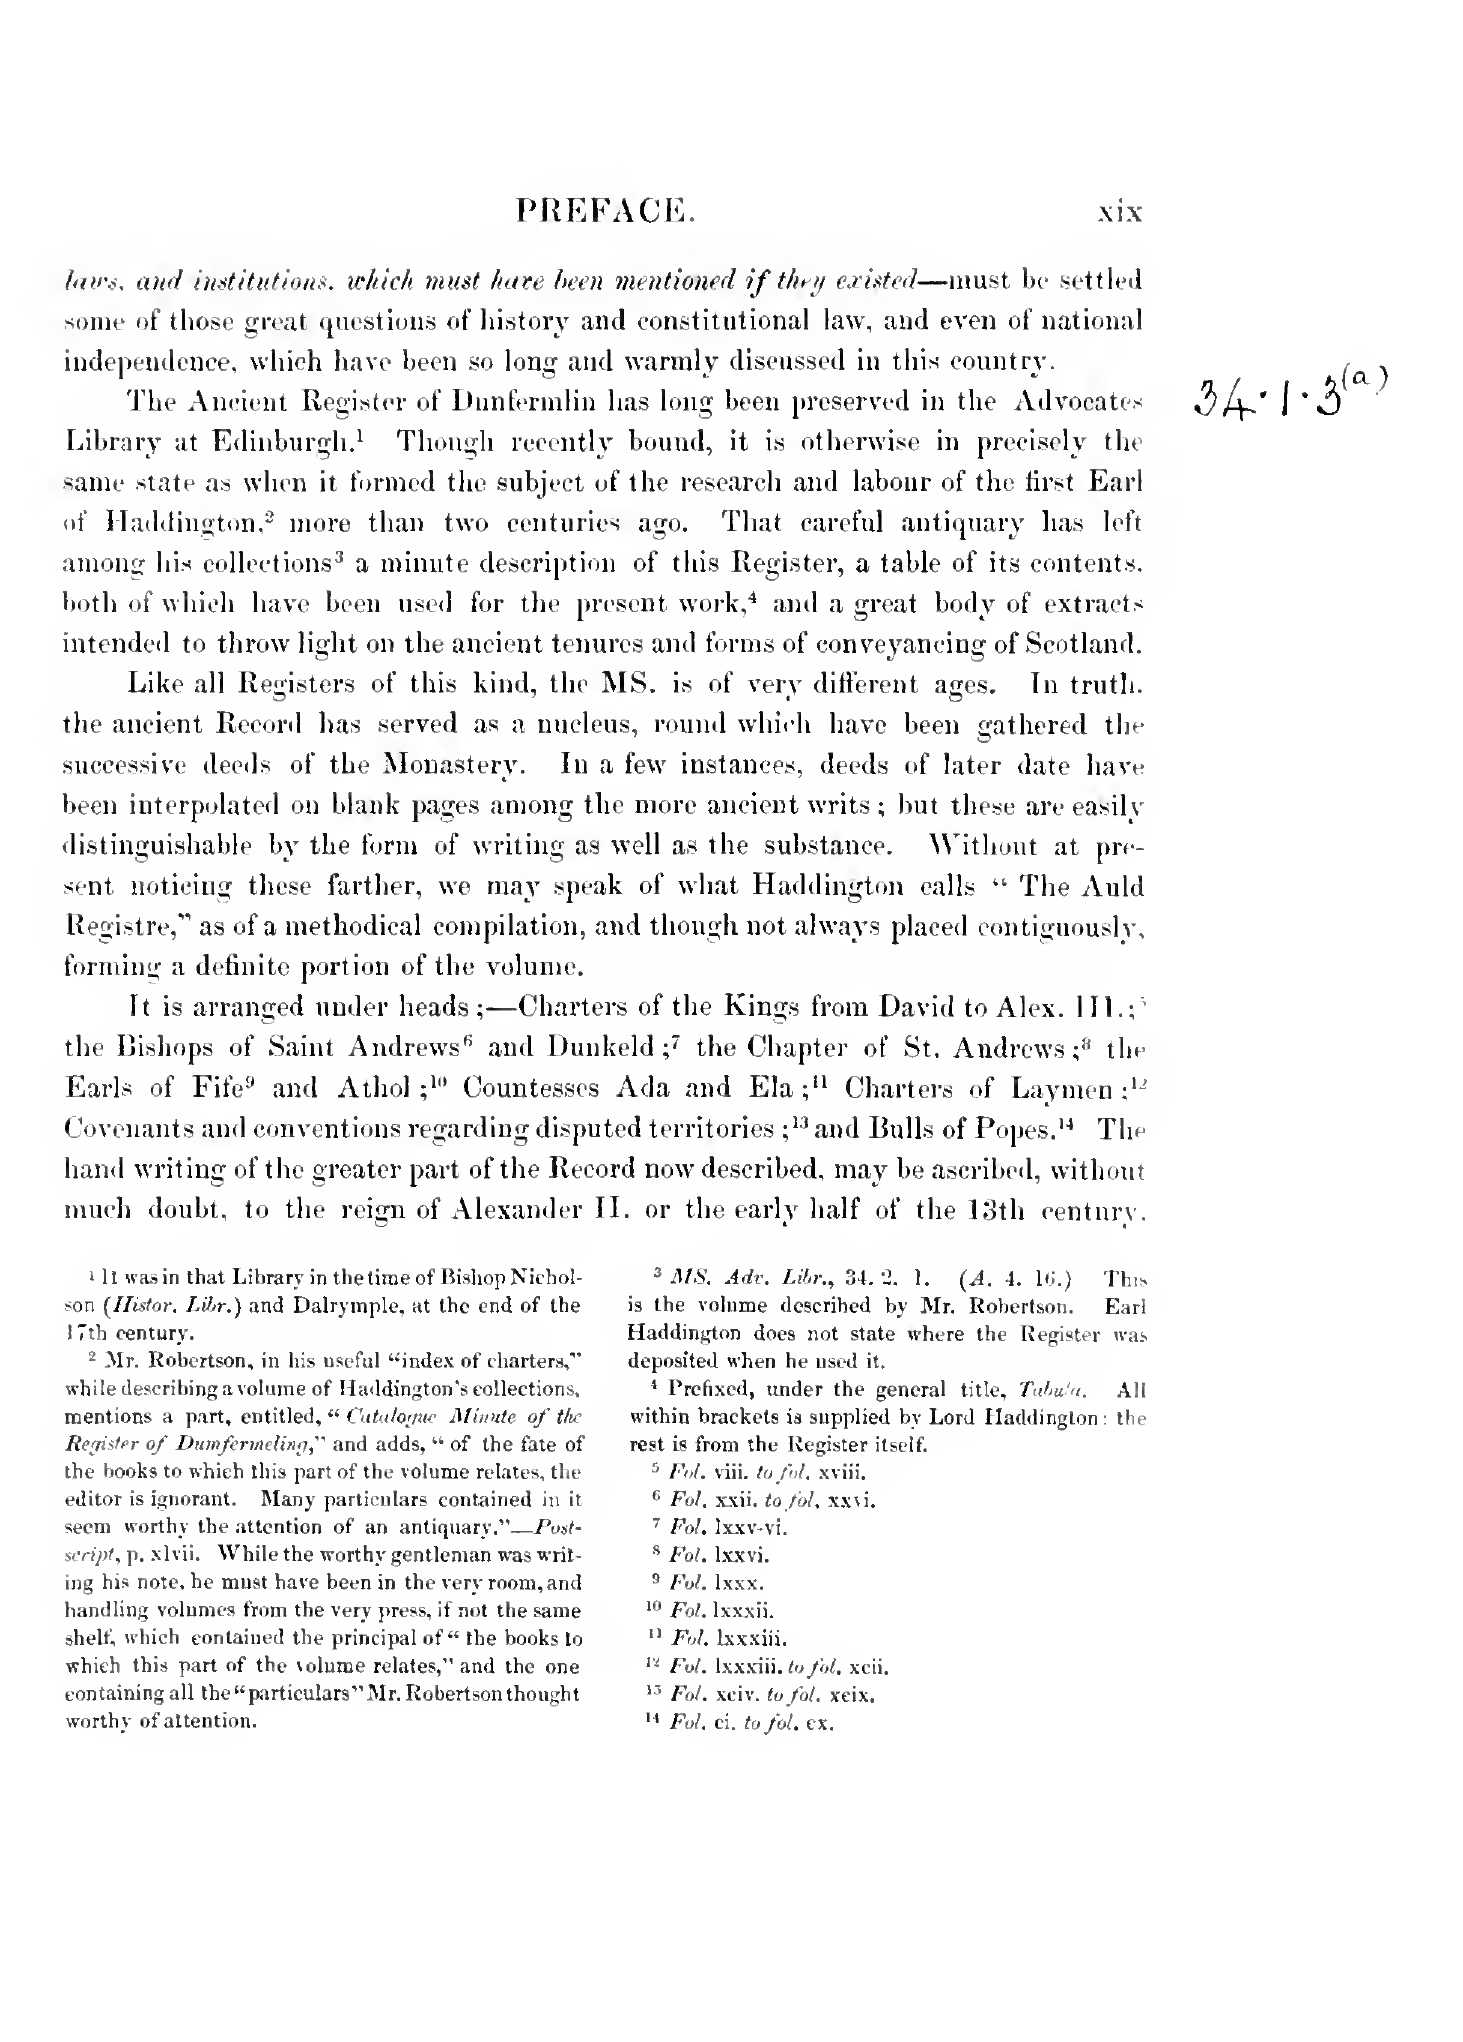 PREFACE. xix
laws, and institutions, which must have been mentioned if they existed—must be settled
some of those great questions of history and constitutional law, and even of national
independence, which have been so long and warmly discussed in this country.
The Ancient Register of Dunfermlin has long been preserved in the Advocates
Library at Edinburgh.¹ Though recently bound, it is otherwise in precisely the
same state as when it formed the subject of the research and labour of the first Earl
of Haddington,² more than two centuries ago. That careful antiquary has left
among his collections³ a minute description of this Register, a table of its contents,
both of which have been used for the present work,⁴ and a great body of extracts
intended to throw light on the ancient tenures and forms of conveyancing of Scotland.
34·1·3(a)
Like all Registers of this kind, the MS. is of very different ages. In truth,
the ancient Record has served as a nucleus, round which have been gathered the
successive deeds of the Monastery. In a few instances, deeds of later date have
been interpolated on blank pages among the more ancient writs; but these are easily
distinguishable by the form of writing as well as the substance. Without at pre-
sent noticing these farther, we may speak of what Haddington calls “ The Auld
Registre,” as of a methodical compilation, and though not always placed contiguously,
forming a definite portion of the volume.
It is arranged under heads;—Charters of the Kings from David to Alex. III.;⁵
the Bishops of Saint Andrews⁶ and Dunkeld;⁷ the Chapter of St. Andrews;⁸ the
Earls of Fife⁹ and Athol;¹⁰ Countesses Ada and Ela;¹¹ Charters of Laymen;¹²
Covenants and conventions regarding disputed territories;¹³ and Bulls of Popes.¹⁴ The
hand writing of the greater part of the Record now described, may be ascribed, without
much doubt, to the reign of Alexander II. or the early half of the 13th century.
¹ It was in that Library in the time of Bishop Nichol-
son (Histor. Libr.) and Dalrymple, at the end of the
17th century.
² Mr. Robertson, in his useful “index of charters,”
while describing a volume of Haddington's collections,
mentions a part, entitled, “ Catalogue Minute of the
Register of Dumfermeling,” and adds, “ of the fate of
the books to which this part of the volume relates, the
editor is ignorant. Many particulars contained in it
seem worthy the attention of an antiquary.”—Post-
script, p. xlvii. While the worthy gentleman was writ-
ing his note, he must have been in the very room, and
handling volumes from the very press, if not the same
shelf, which contained the principal of “ the books to
which this part of the volume relates,” and the one
containing all the “particulars” Mr. Robertson thought
worthy of attention.
³ MS. Adv. Libr., 34. 2. 1. (A. 4. 16.) This
is the volume described by Mr. Robertson. Earl
Haddington does not state where the Register was
deposited when he used it.
⁴ Prefixed, under the general title, Tabula. All
within brackets is supplied by Lord Haddington: the
rest is from the Register itself.
⁵ Fol. viii. to fol. xviii.
⁶ Fol. xxii. to fol. xxvi.
⁷ Fol. lxxv-vi.
⁸ Fol. lxxvi.
⁹ Fol. lxxx.
¹⁰ Fol. lxxxii.
¹¹ Fol. lxxxiii.
¹² Fol. lxxxiii. to fol. xcii.
¹³ Fol. xciv. to fol. xcix.
¹⁴ Fol. ci. to fol. cx.